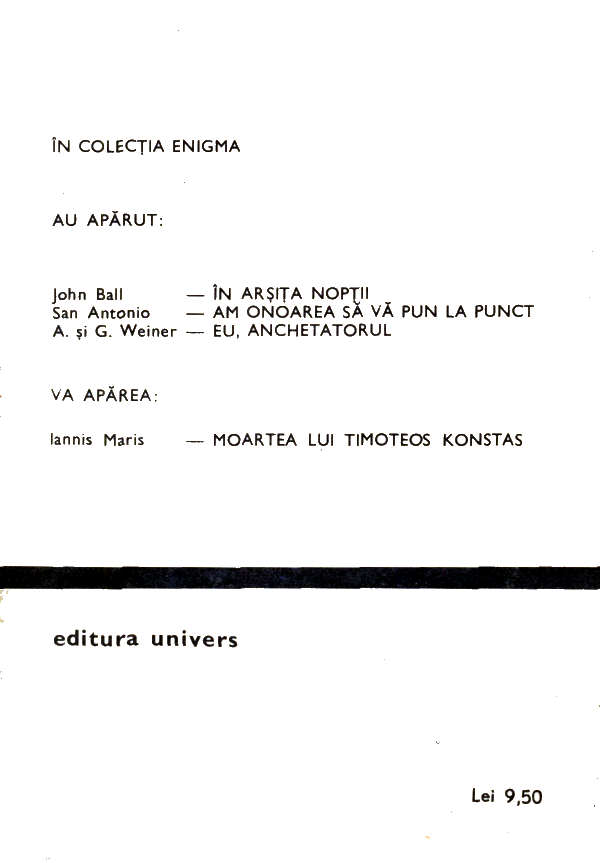 ÎN COLECȚIA ENIGMA
AU APĂRUT:
John Ball — ÎN ARȘIȚA NOPȚII
San Antonio — AM ONOAREA SĂ VĂ PUN LA PUNCT
A. și G. Weiner — EU, ANCHETATORUL
VA APĂREA:
Iannis Maris — MOARTEA LUI TIMOTEOS KONSTAS
editura univers
Lei 9,50